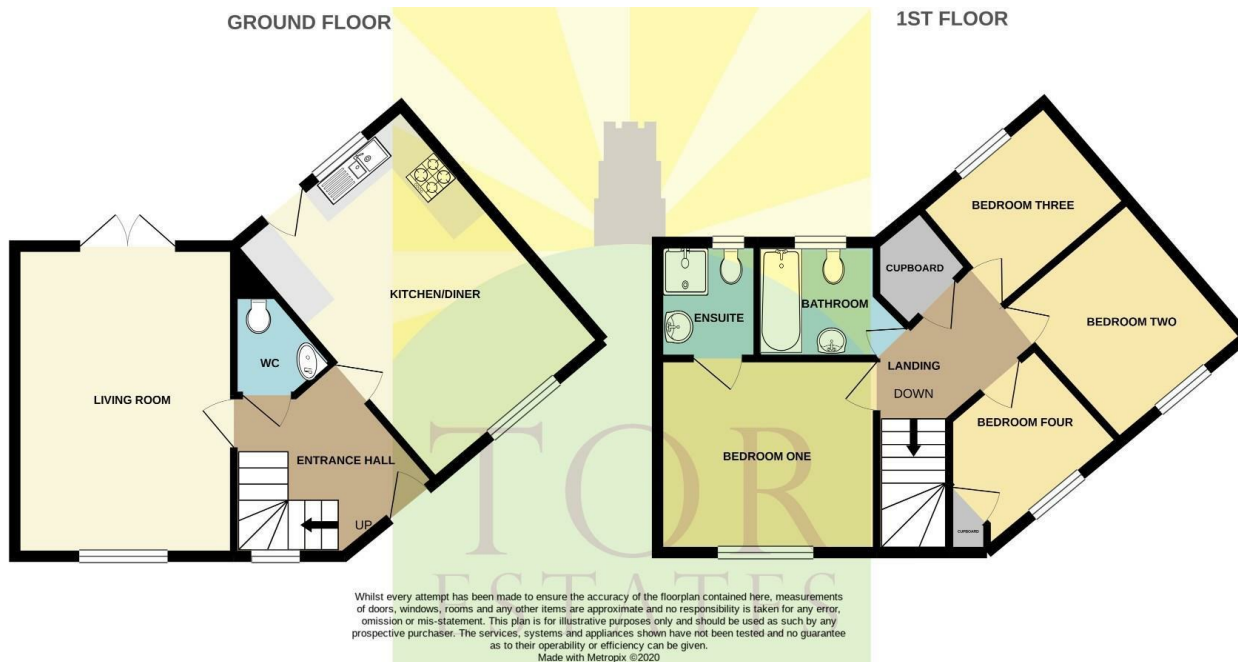 GROUND FLOOR
1ST FLOOR
KITCHEN/DINER
WC
LIVING ROOM
ENTRANCE HALL
UP
BEDROOM THREE
CUPBOARD
BEDROOM TWO
BATHROOM
ENSUITE
LANDING
DOWN
BEDROOM FOUR
BEDROOM ONE
CUPBOARD
TOR
ESTATES
Whilst every attempt has been made to ensure the accuracy of the floorplan contained here, measurements
of doors, windows, rooms and any other items are approximate and no responsibility is taken for any error,
omission or mis-statement. This plan is for illustrative purposes only and should be used as such by any
prospective purchaser. The services, systems and appliances shown have not been tested and no guarantee
as to their operability or efficiency can be given.
Made with Metropix ©2020